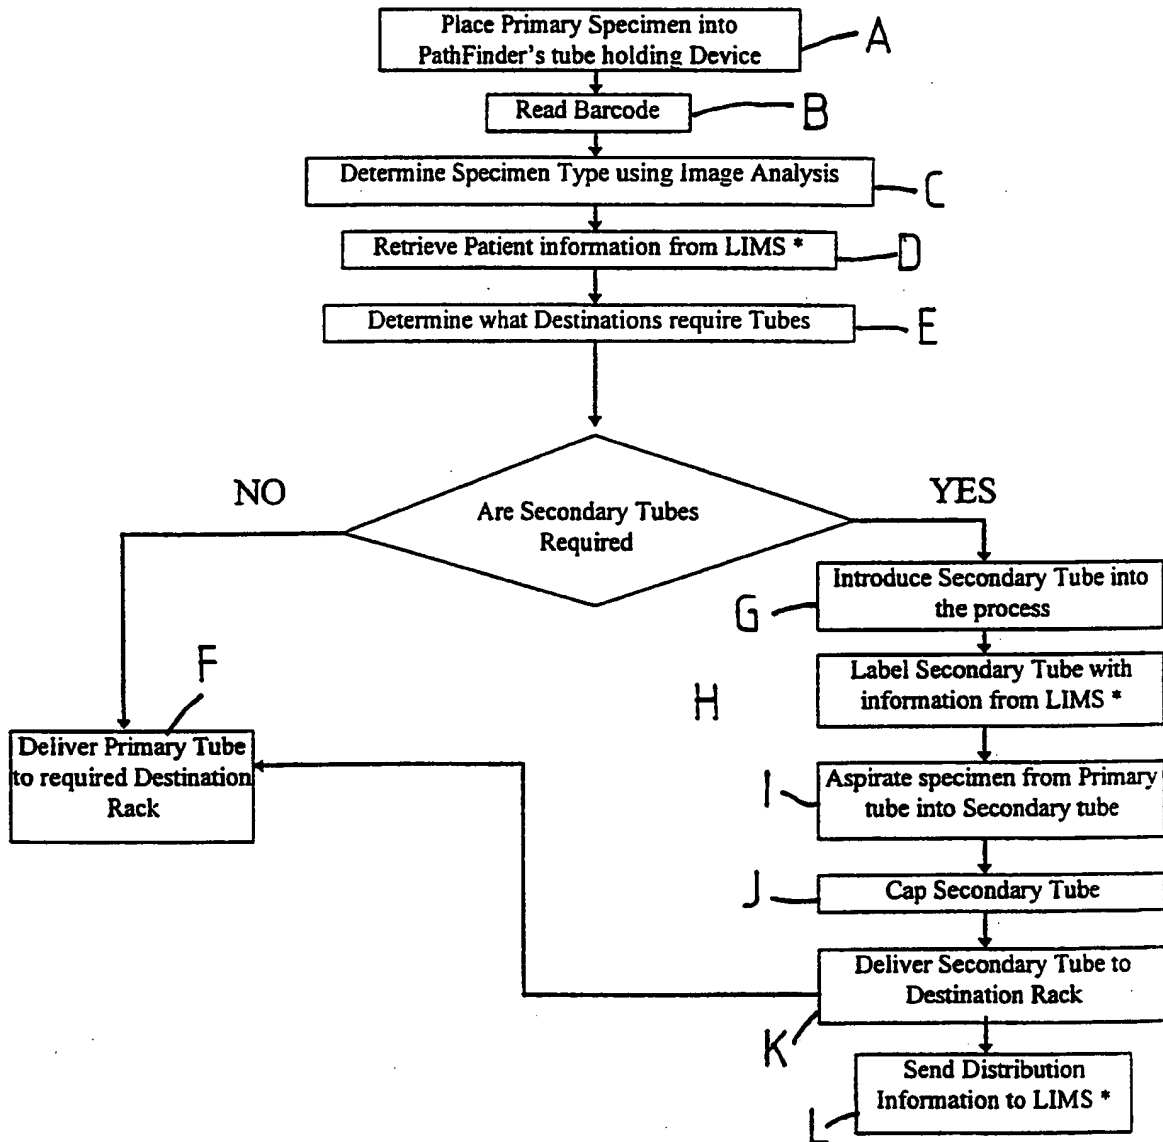 Place Primary Specimen into
PathFinder's tube holding Device
A
Read Barcode
B
Determine Specimen Type using Image Analysis
C
Retrieve Patient information from LIMS *
D
Determine what Destinations require Tubes
E
NO
YES
Are Secondary Tubes
Required
Introduce Secondary Tube into
the process
G
Label Secondary Tube with
information from LIMS *
H
F
Deliver Primary Tube
to required Destination
Rack
Aspirate specimen from Primary
tube into Secondary tube
I
Cap Secondary Tube
J
Deliver Secondary Tube to
Destination Rack
K
Send Distribution
Information to LIMS *
L